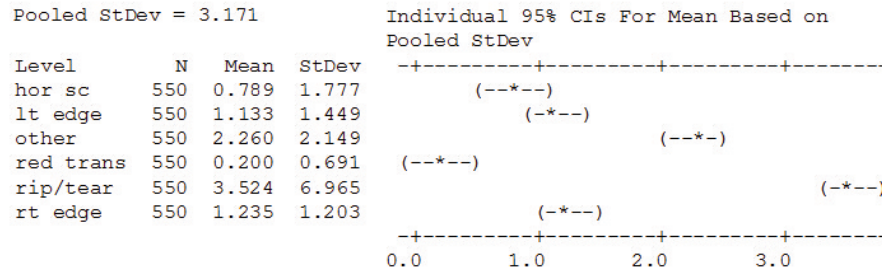 Pooled StDev = 3.171
Individual 95% CIs For Mean Based on
Pooled StDev
Level N Mean StDev -+---------+---------+---------+--------
hor sc 550 0.789 1.777 (--*--)
lt edge 550 1.133 1.449 (-*--)
other 550 2.260 2.149 (--*-)
red trans 550 0.200 0.691 (--*--)
rip/tear 550 3.524 6.965 (-*--)
rt edge 550 1.235 1.203 (-*--)
-+---------+---------+---------+--------
0.0 1.0 2.0 3.0